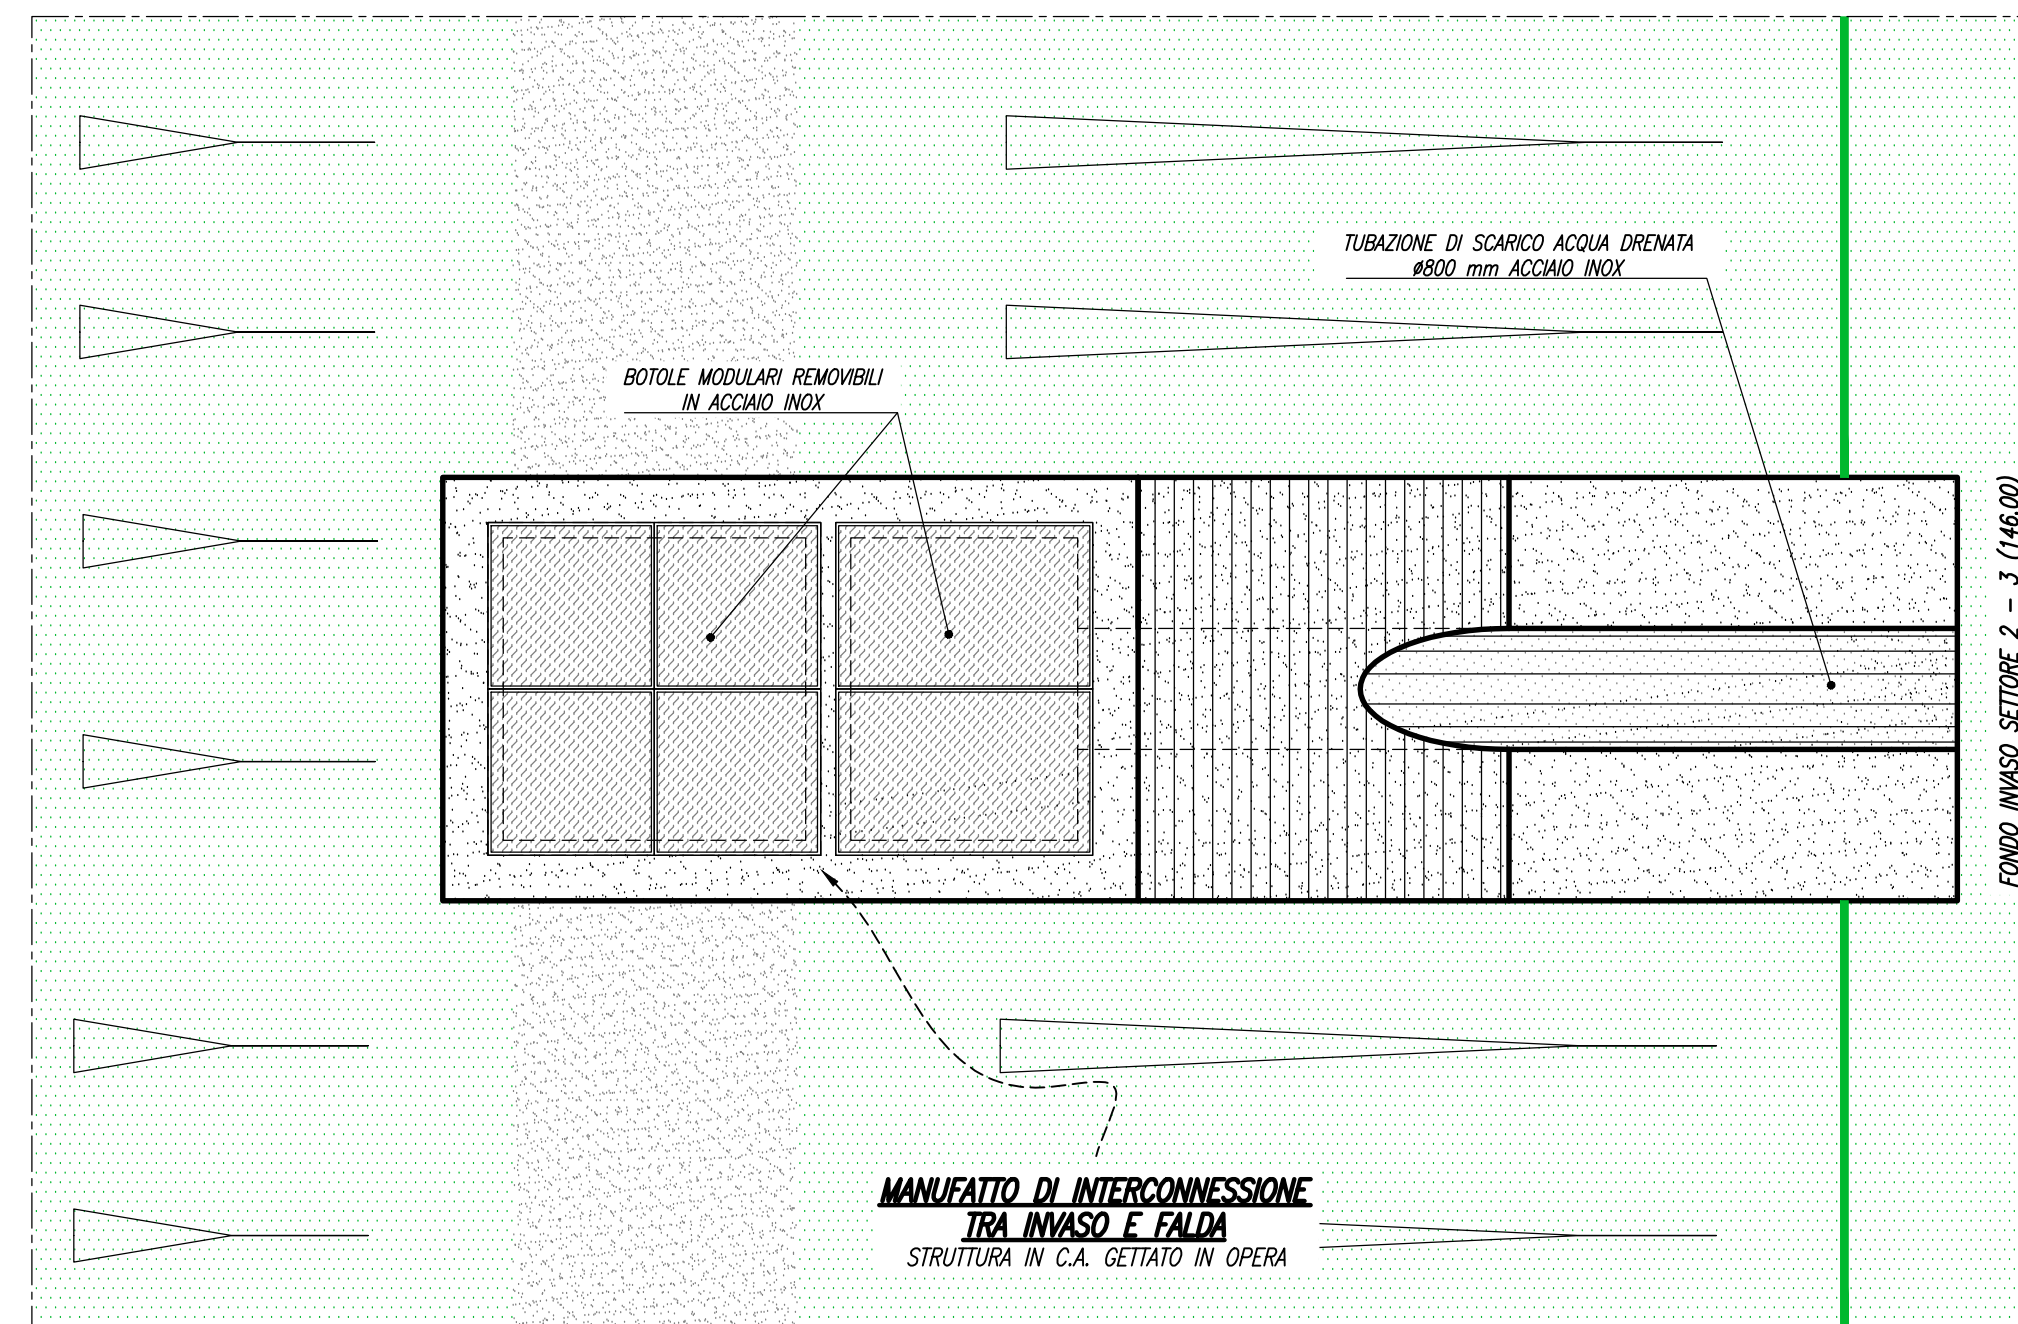 TUBAZIONE DI SCARICO ACQUA DRENATA
ø800 mm ACCIAIO INOX
BOTOLE MODULARI REMOVIBILI
IN ACCIAIO INOX
FONDO INVASO SETTORE 2 - 3 (146.00)
MANUFATTO DI INTERCONNESSIONE
TRA INVASO E FALDA
STRUTTURA IN C.A. GETTATO IN OPERA